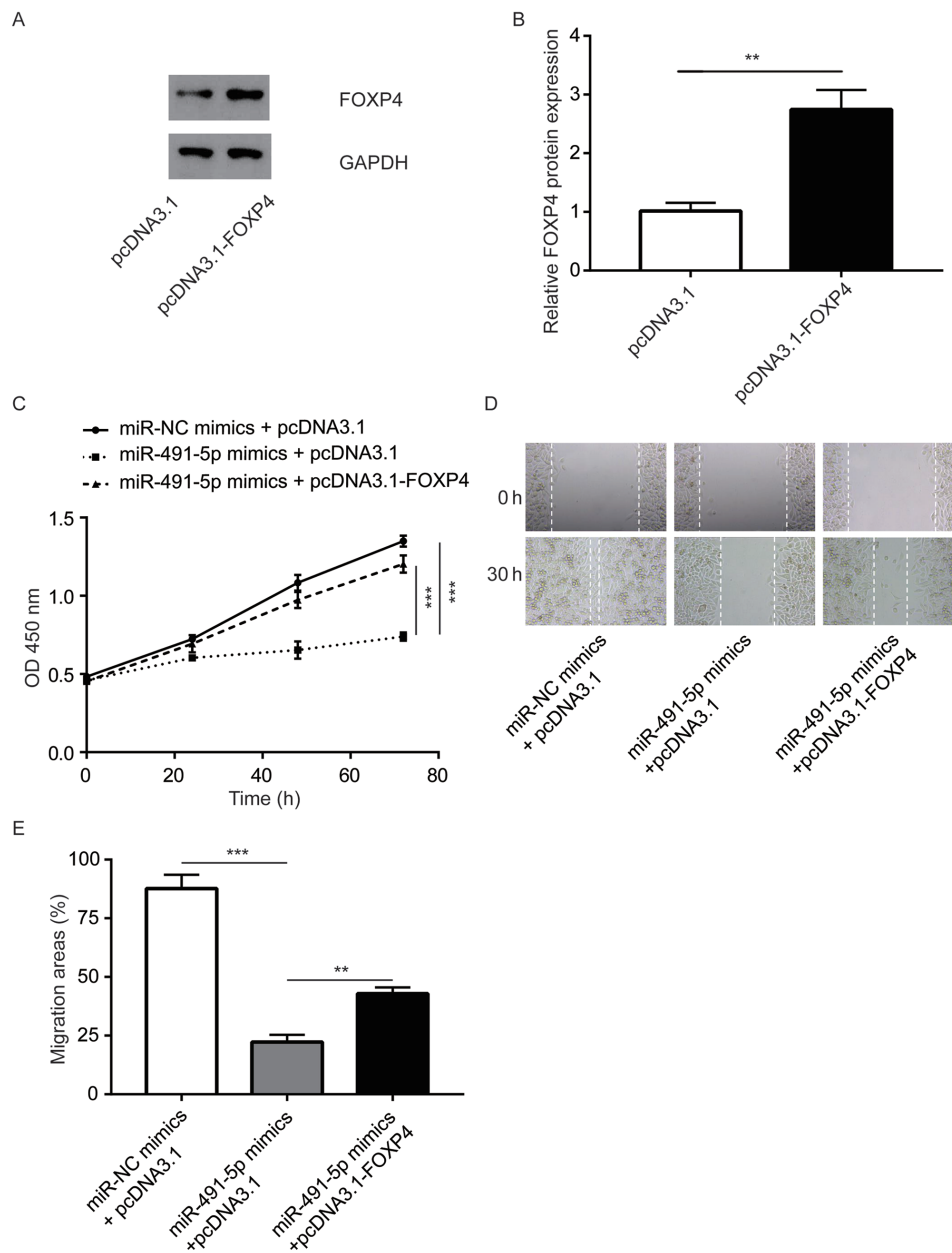 A
FOXP4
GAPDH
pcDNA3.1
pcDNA3.1-FOXP4
B
Relative FOXP4 protein expression
4
3
2
1
0
**
pcDNA3.1
pcDNA3.1-FOXP4
C
miR-NC mimics + pcDNA3.1
miR-491-5p mimics + pcDNA3.1
miR-491-5p mimics + pcDNA3.1-FOXP4
OD 450 nm
1.5
1.0
0.5
0.0
***
***
0
20
40
60
80
Time (h)
D
0 h
30 h
miR-NC mimics
+ pcDNA3.1
miR-491-5p mimics
+pcDNA3.1
miR-491-5p mimics
+pcDNA3.1-FOXP4
E
Migration areas (%)
100
75
50
25
0
***
**
miR-NC mimics
+ pcDNA3.1
miR-491-5p mimics
+pcDNA3.1
miR-491-5p mimics
+pcDNA3.1-FOXP4